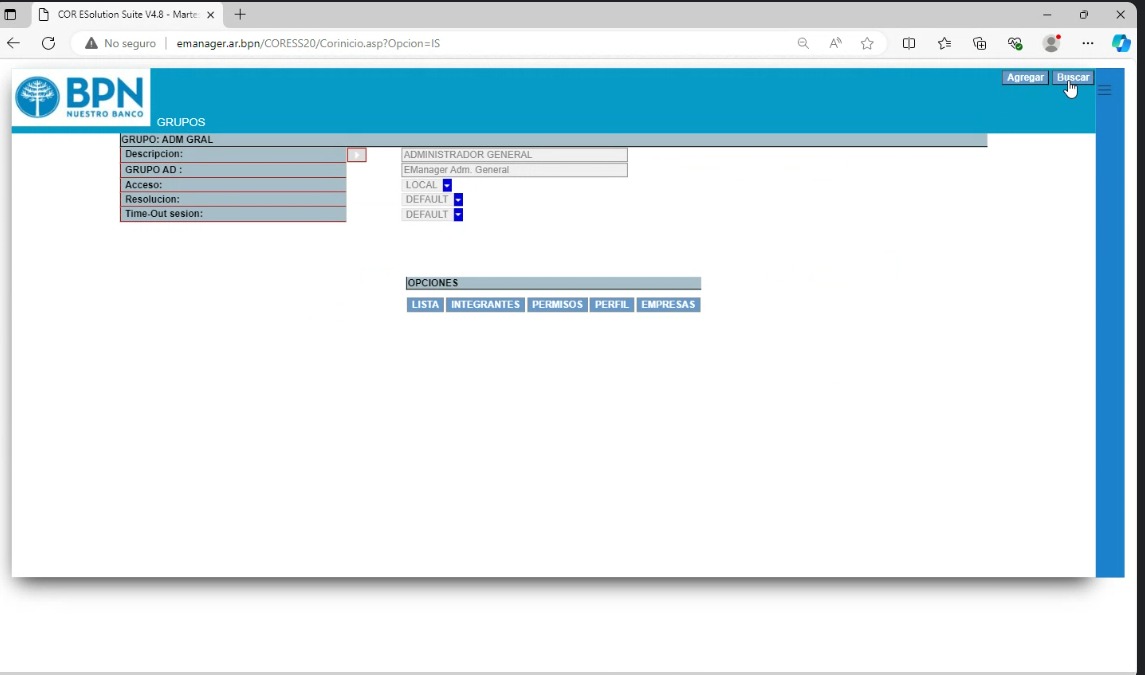 COR ESolution Suite V4.8 - Marte
No seguro
emanager.ar.bpn/CORESS20/Corinicio.asp?Opcion=IS
Agregar
Buscar
BPN
NUESTRO BANCO
GRUPOS
GRUPO: ADM GRAL
Descripcion:
ADMINISTRADOR GENERAL
GRUPO AD :
EManager Adm. General
Acceso:
LOCAL
Resolucion:
DEFAULT
Time-Out sesion:
DEFAULT
OPCIONES
LISTA INTEGRANTES PERMISOS PERFIL EMPRESAS